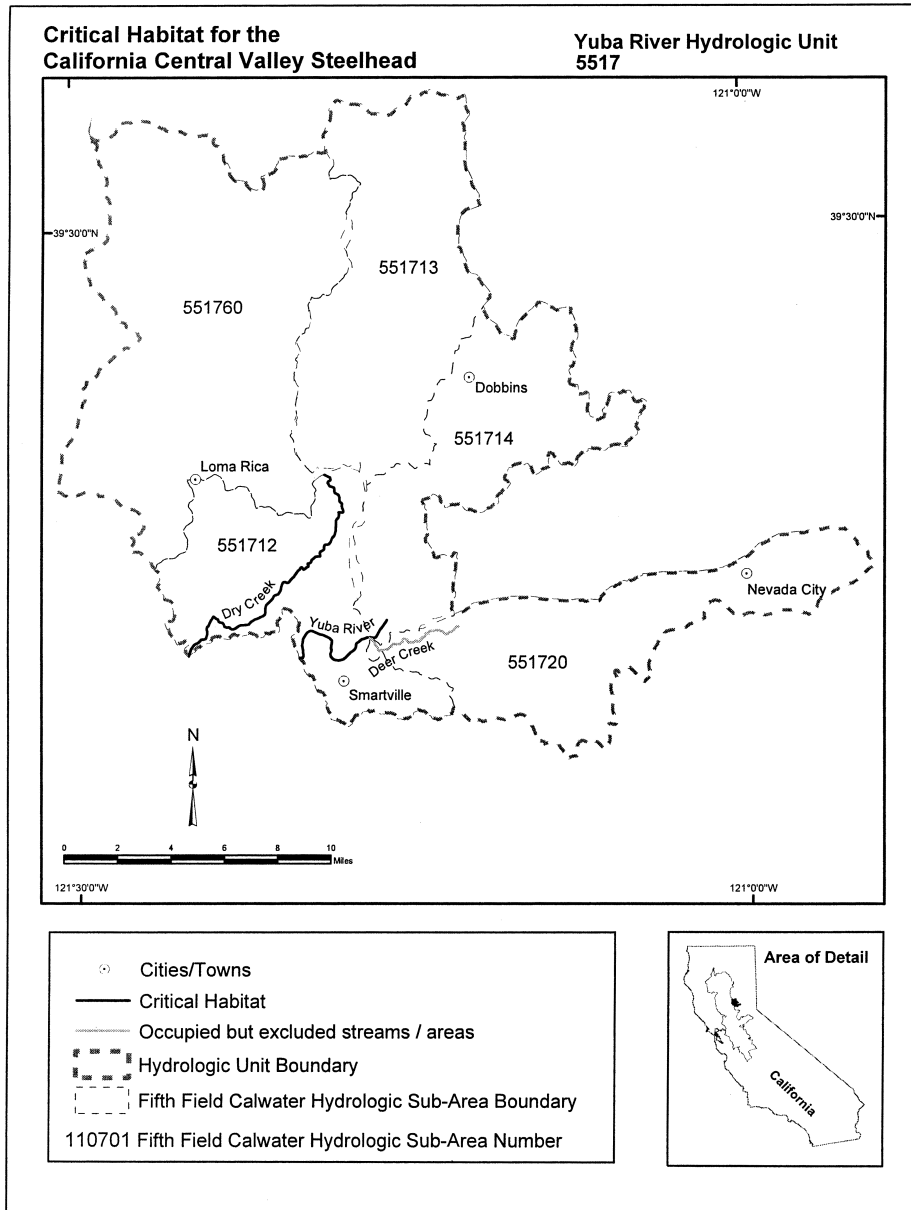 Critical Habitat for the
California Central Valley Steelhead
Yuba River Hydrologic Unit
5517
121°0'0"W
39°30'0"N
39°30'0"N
551713
551760
Dobbins
551714
Loma Rica
551712
Dry Creek
Nevada City
Yuba River
Deer Creek
551720
Smartville
N
0 2 4 6 8 10
Miles
121°30'0"W
121°0'0"W
Cities/Towns
Critical Habitat
Occupied but excluded streams / areas
Hydrologic Unit Boundary
Fifth Field Calwater Hydrologic Sub-Area Boundary
110701 Fifth Field Calwater Hydrologic Sub-Area Number
Area of Detail
California